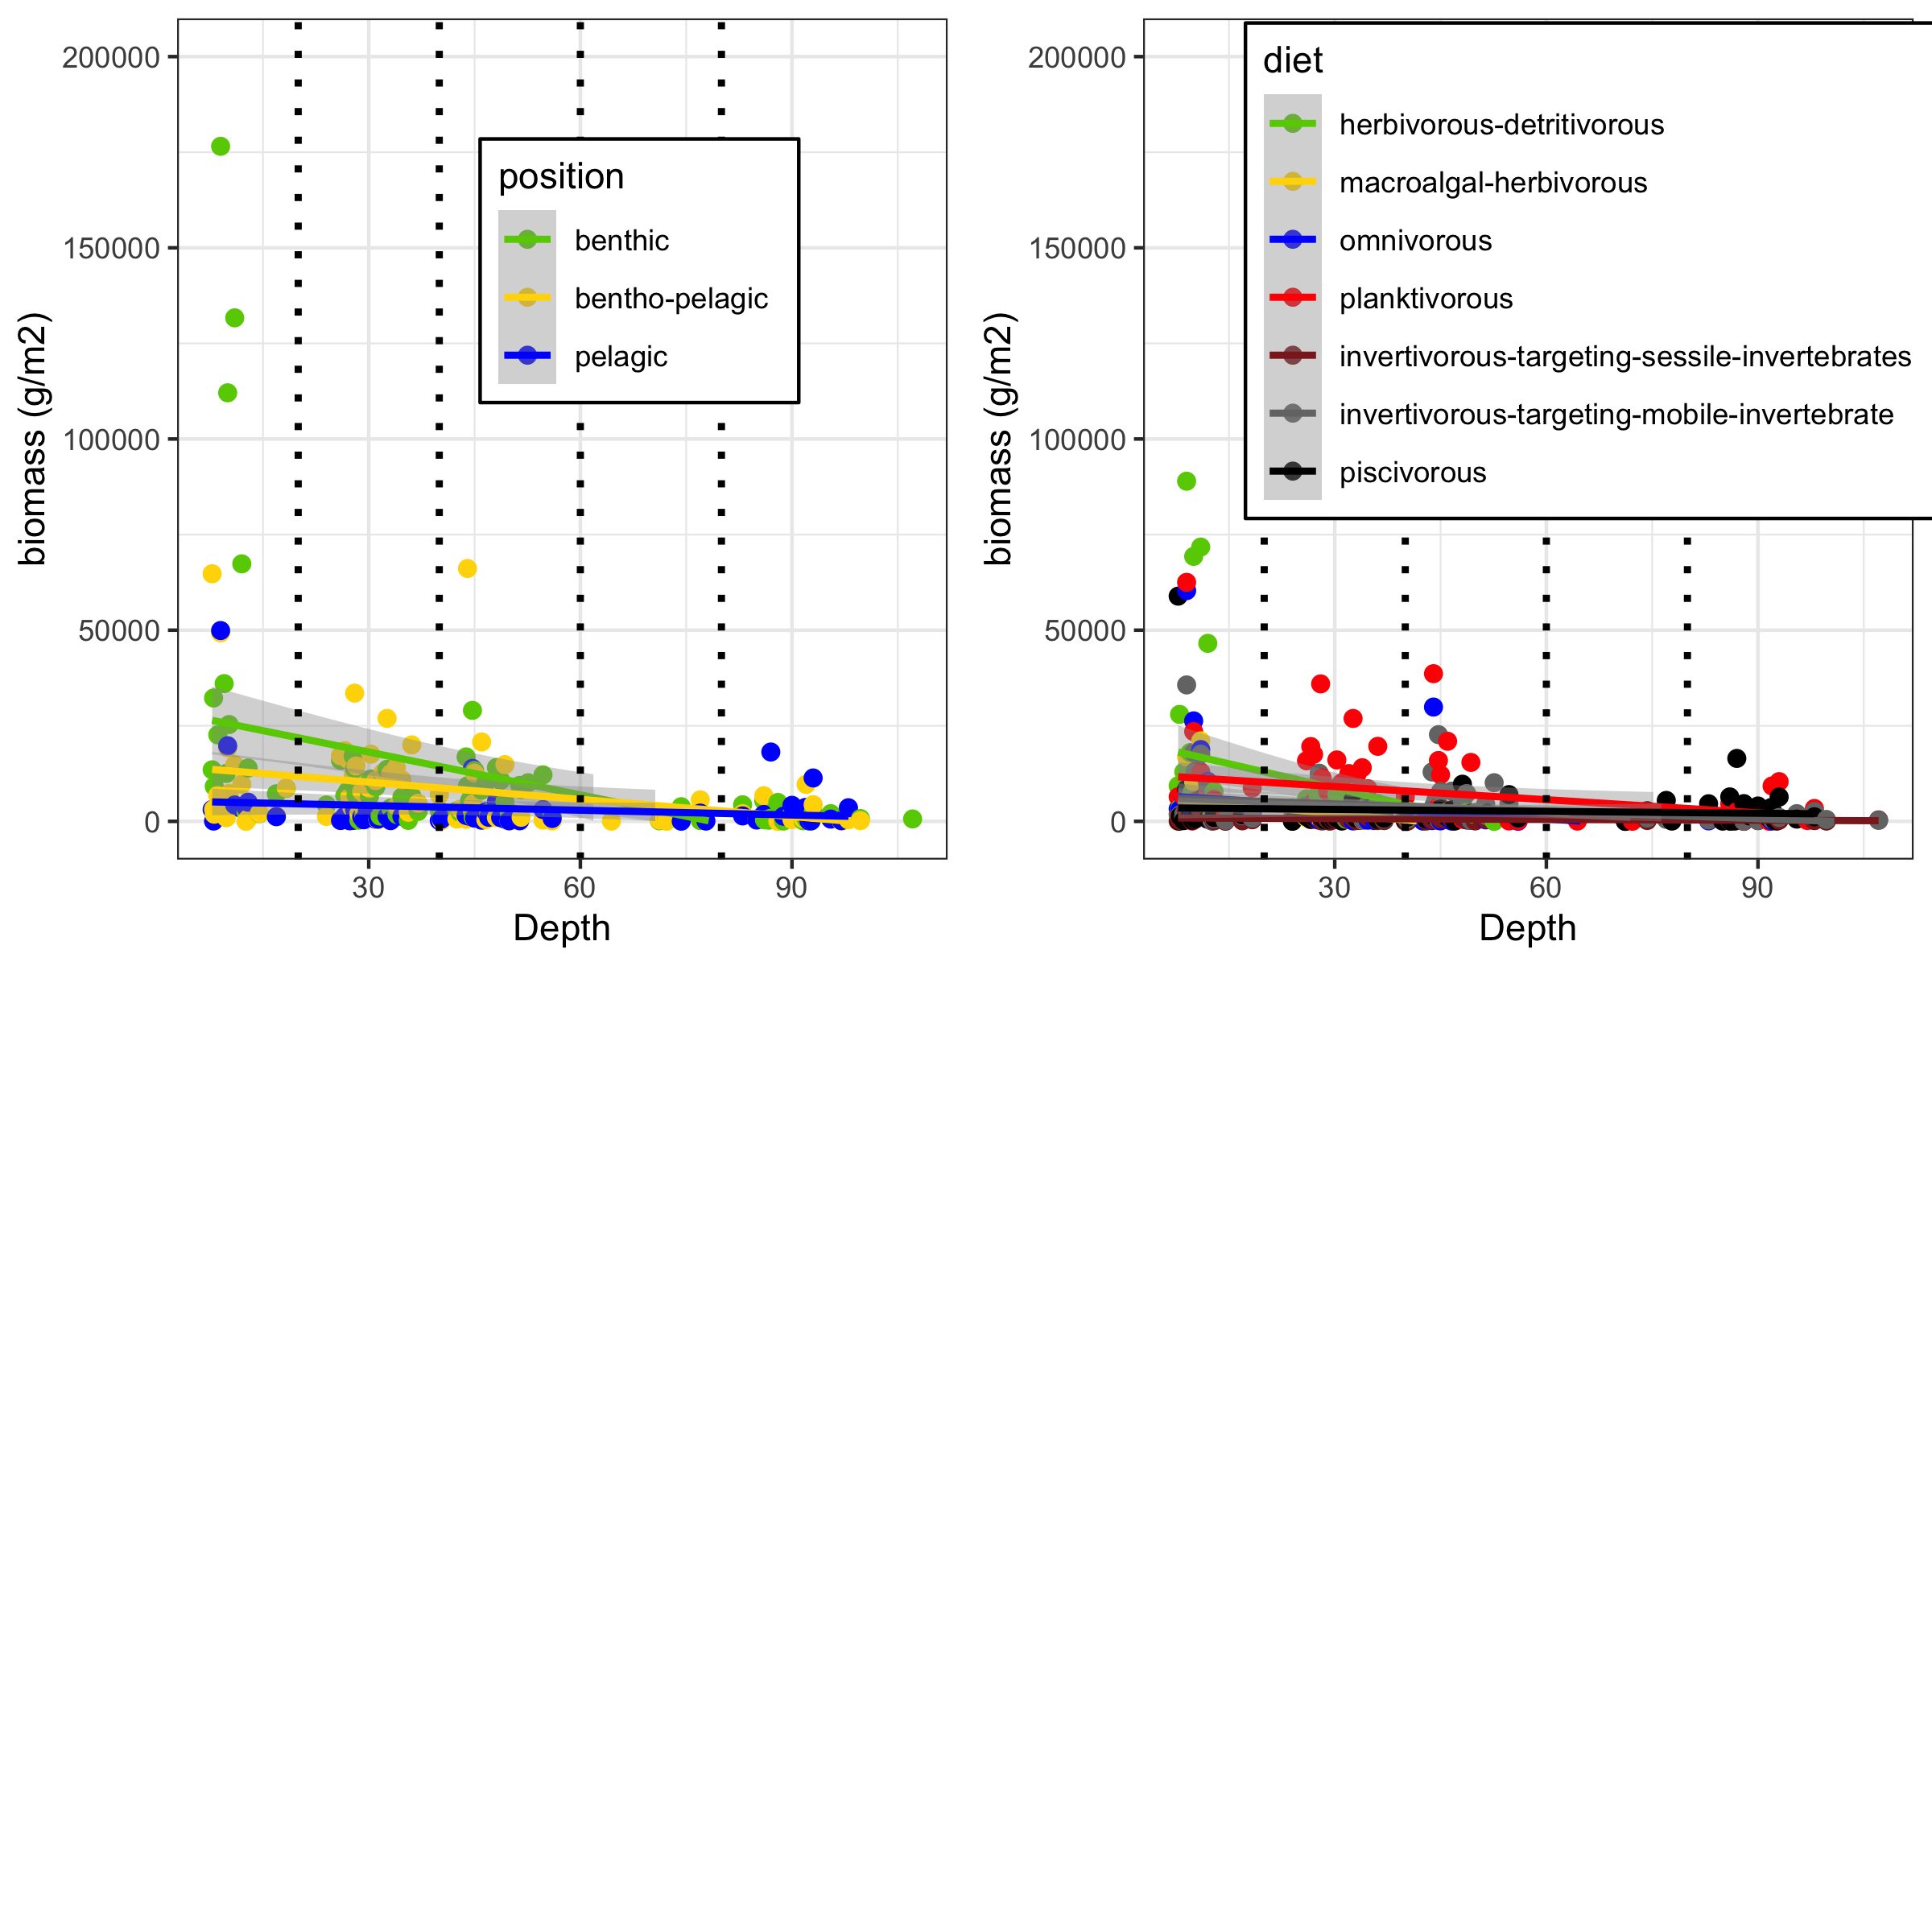 biomass (g/m2)
200000
150000
100000
50000
0
30 60 90
Depth
position
benthic
bentho-pelagic
pelagic
biomass (g/m2)
200000
150000
100000
50000
0
30 60 90
Depth
diet
herbivorous-detritivorous
macroalgal-herbivorous
omnivorous
planktivorous
invertivorous-targeting-sessile-invertebrates
invertivorous-targeting-mobile-invertebrate
piscivorous